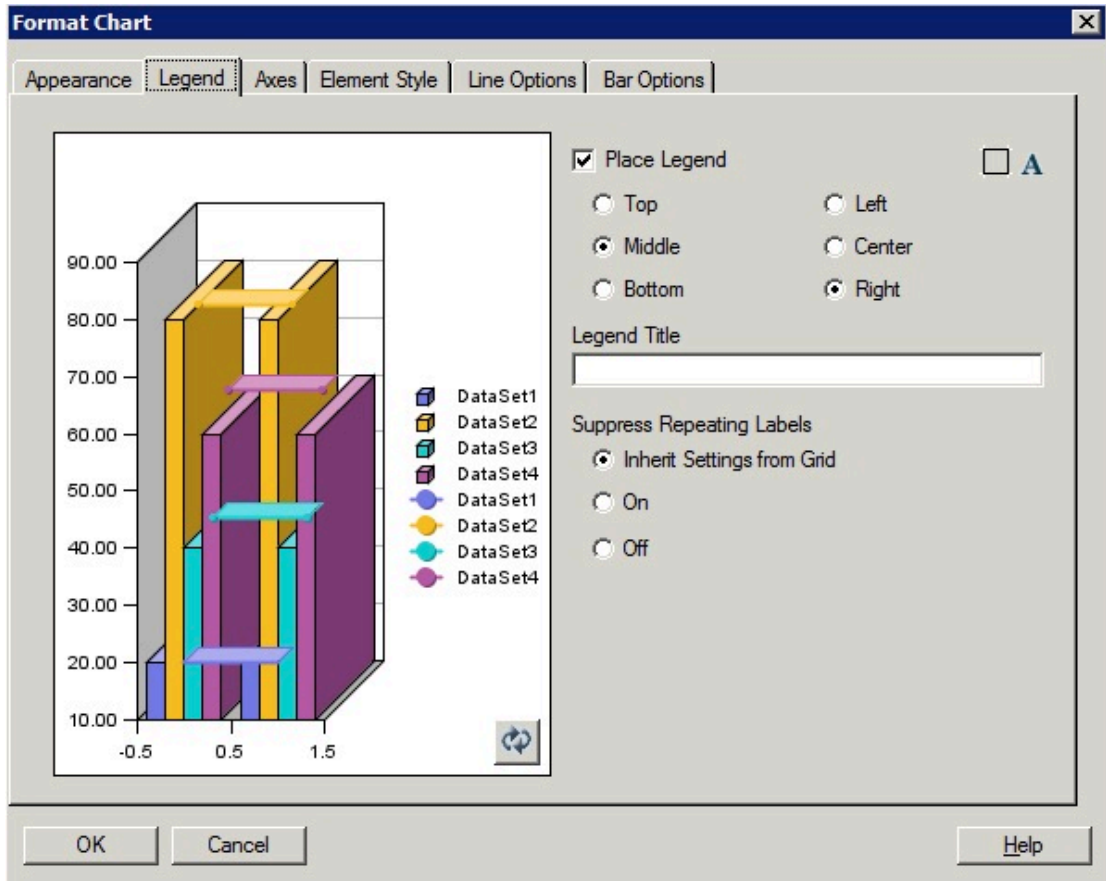 Format Chart
Appearance Legend Axes Element Style Line Options Bar Options
Place Legend A
Top Left
Middle Center
Bottom Right
Legend Title
Suppress Repeating Labels
Inherit Settings from Grid
On
Off
90.00
80.00
70.00
60.00
50.00
40.00
30.00
20.00
10.00
-0.5 0.5 1.5
DataSet1
DataSet2
DataSet3
DataSet4
DataSet1
DataSet2
DataSet3
DataSet4
OK Cancel Help